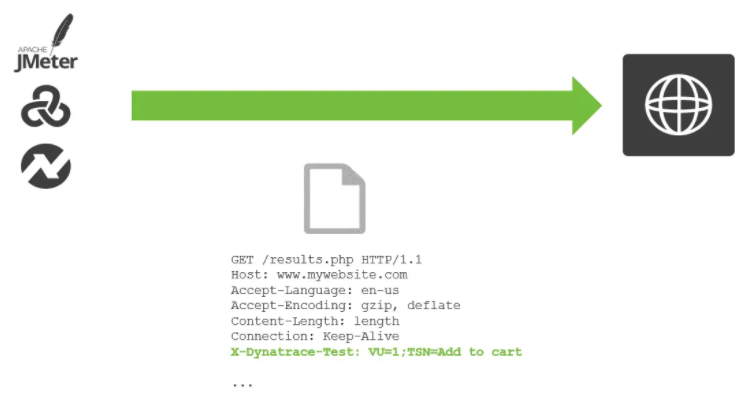 APACHE
JMeter
GET /results.php HTTP/1.1
Host: www.mywebsite.com
Accept-Language: en-us
Accept-Encoding: gzip, deflate
Content-Length: length
Connection: Keep-Alive
X-Dynatrace-Test: VU=1;TSN=Add to cart
...